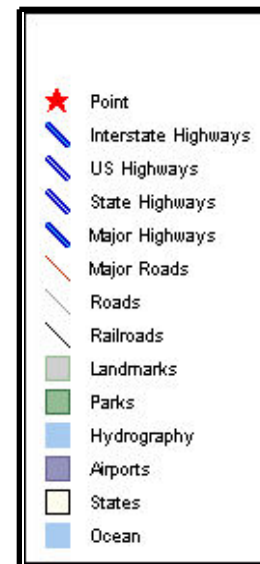 Point
Interstate Highways
US Highways
State Highways
Major Highways
Major Roads
Roads
Railroads
Landmarks
Parks
Hydrography
Airports
States
Ocean